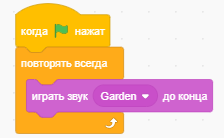 когда нажат
повторять всегда
играть звук Garden до конца